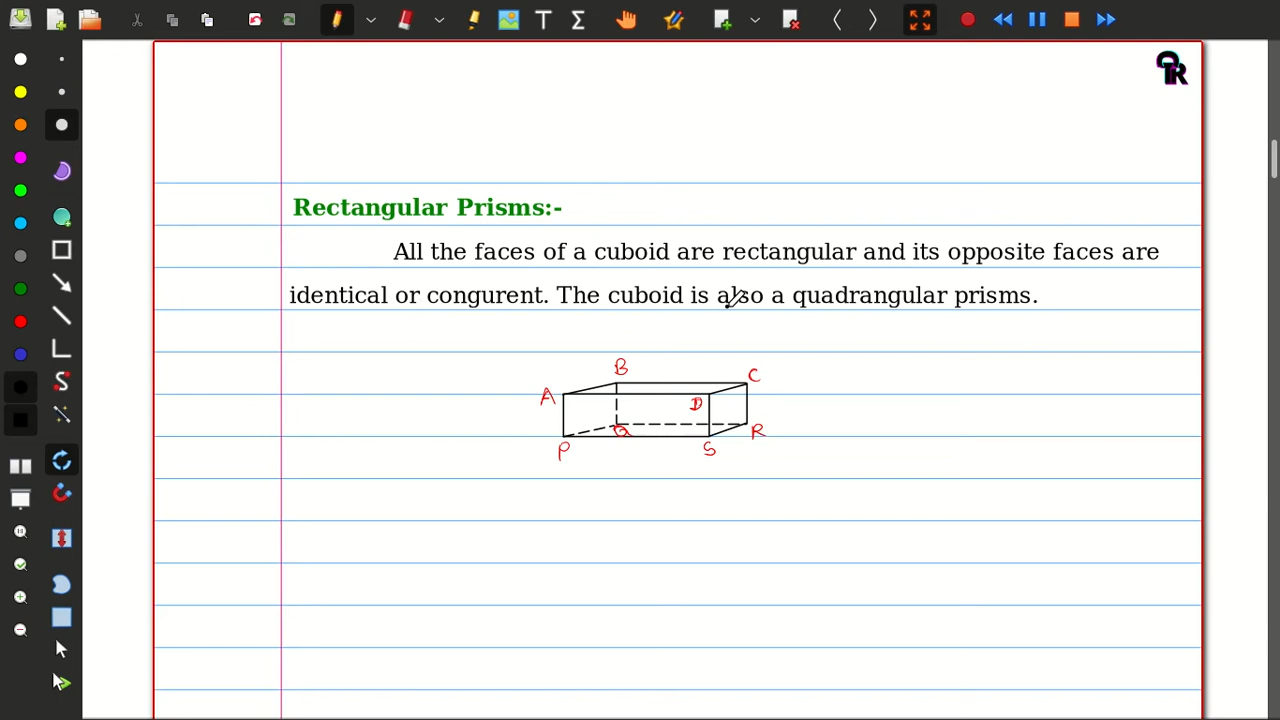 Rectangular Prisms:-
All the faces of a cuboid are rectangular and its opposite faces are
identical or congurent. The cuboid is also a quadrangular prisms.
B
C
A
D
Q
R
P
S